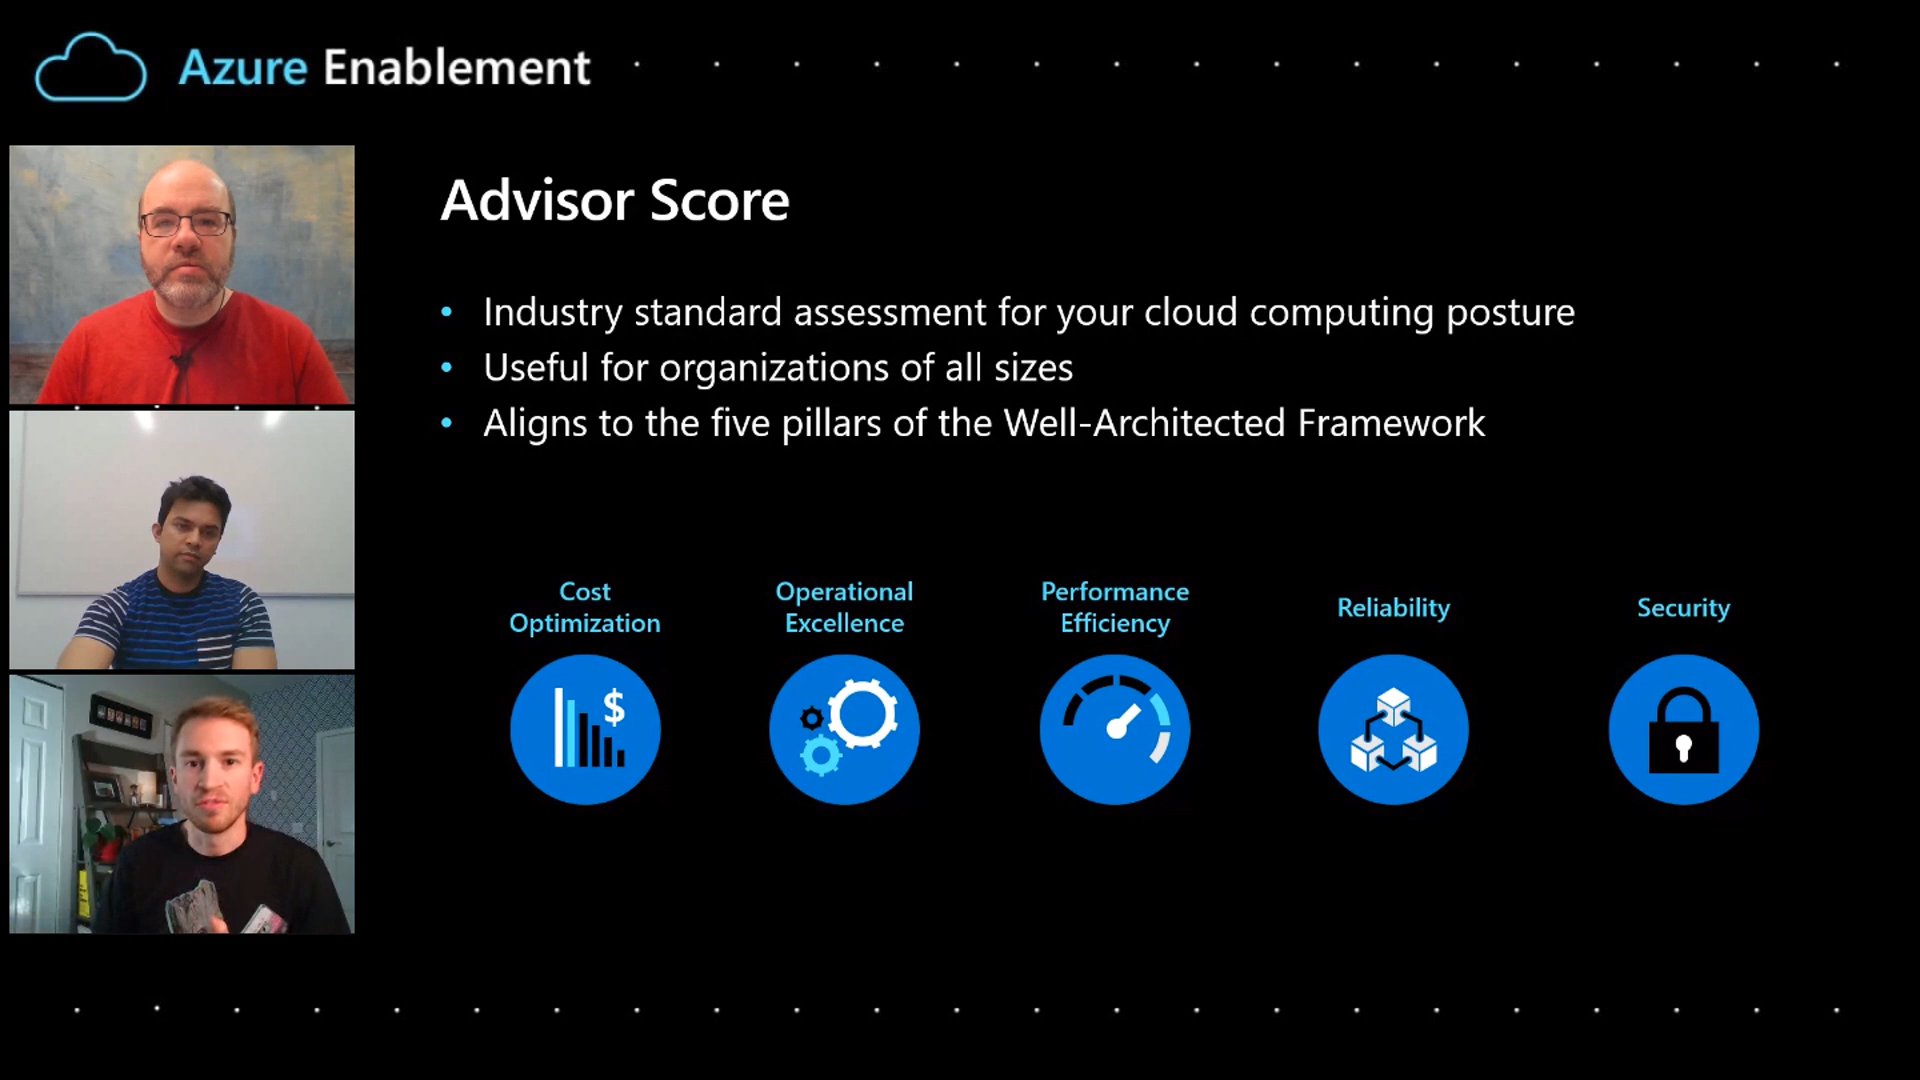 Azure Enablement
Advisor Score
• Industry standard assessment for your cloud computing posture
• Useful for organizations of all sizes
• Aligns to the five pillars of the Well-Architected Framework
Cost
Optimization
Operational
Excellence
Performance
Efficiency
Reliability
Security
$